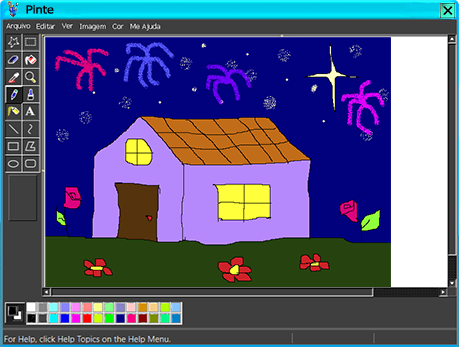 Pinte
Arquivo Editar Ver Imagem Cor Me Ajuda
A
For Help, click Help Topics on the Help Menu.